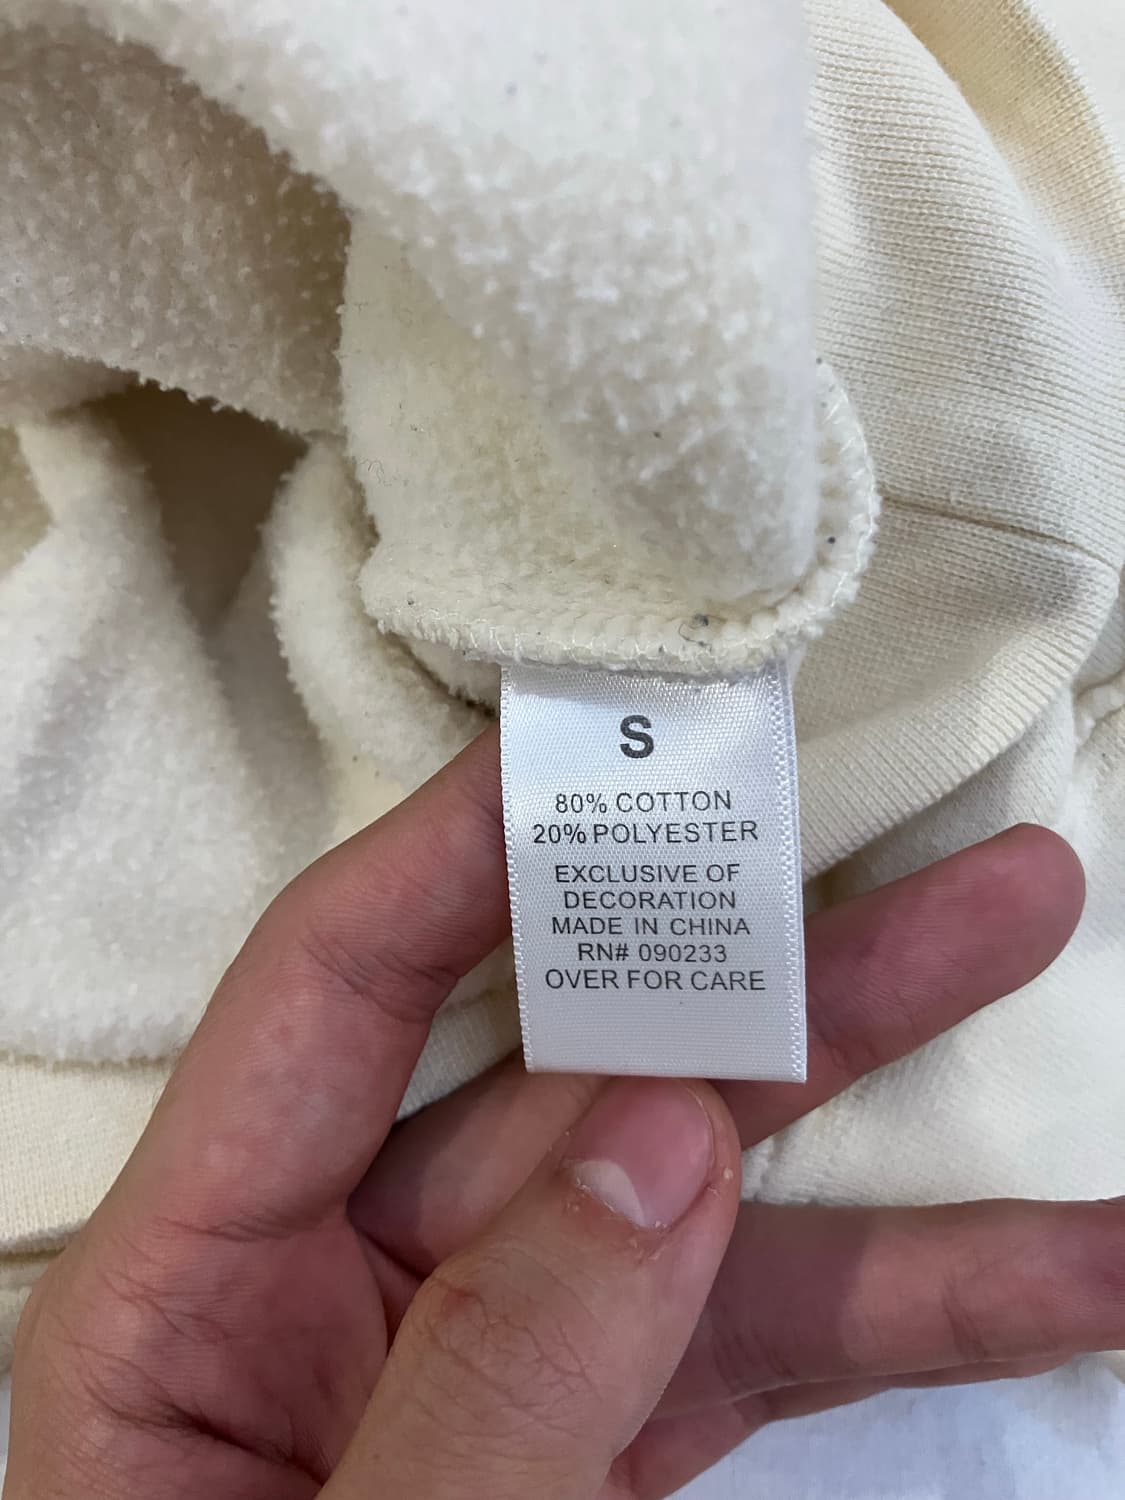 S
80% COTTON
20% POLYESTER
EXCLUSIVE OF
DECORATION
MADE IN CHINA
RN# 090233
OVER FOR CARE